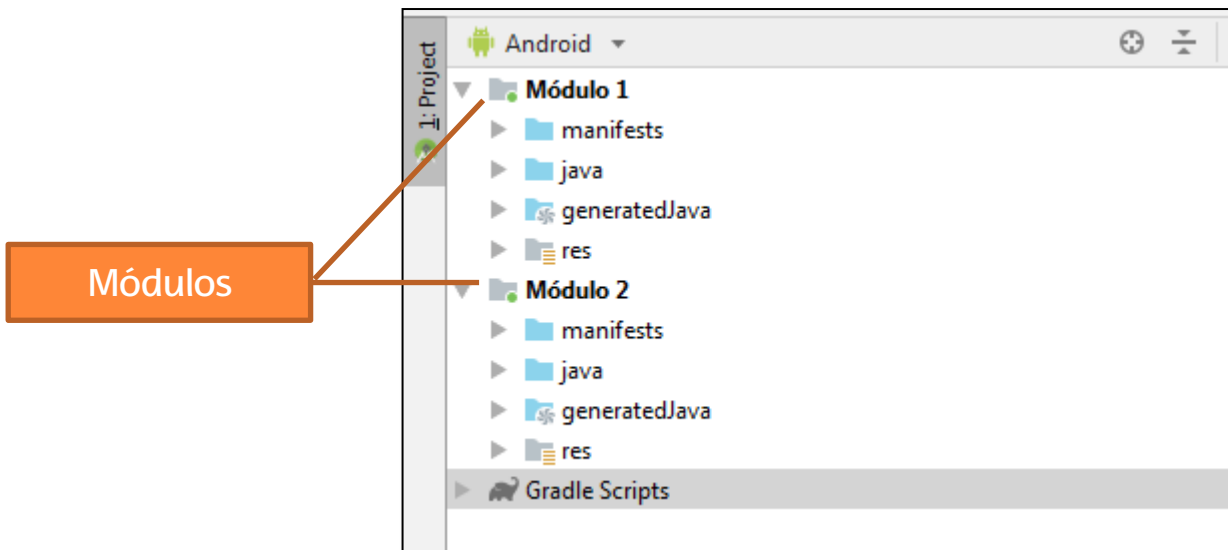 1: Project
Android
Módulo 1
manifests
java
generatedJava
res
Módulos
Módulo 2
manifests
java
generatedJava
res
Gradle Scripts